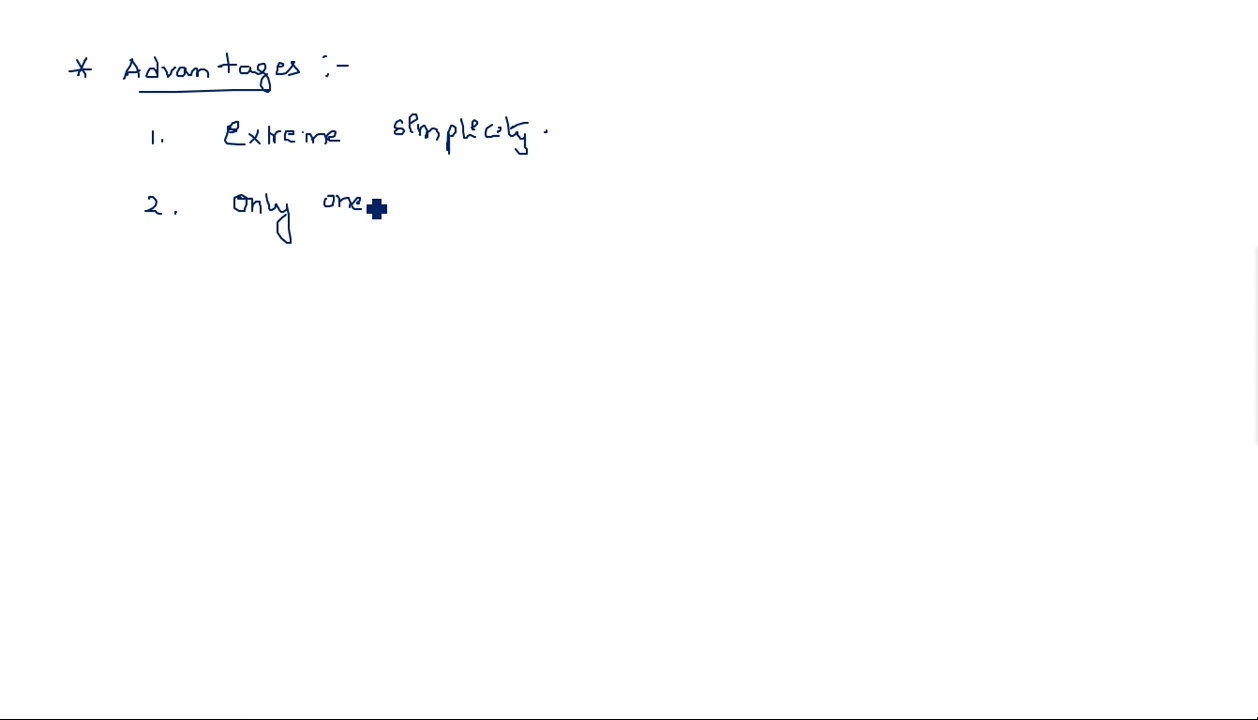 * Advantages :-
1. Extreme simplicity.
2. Only one